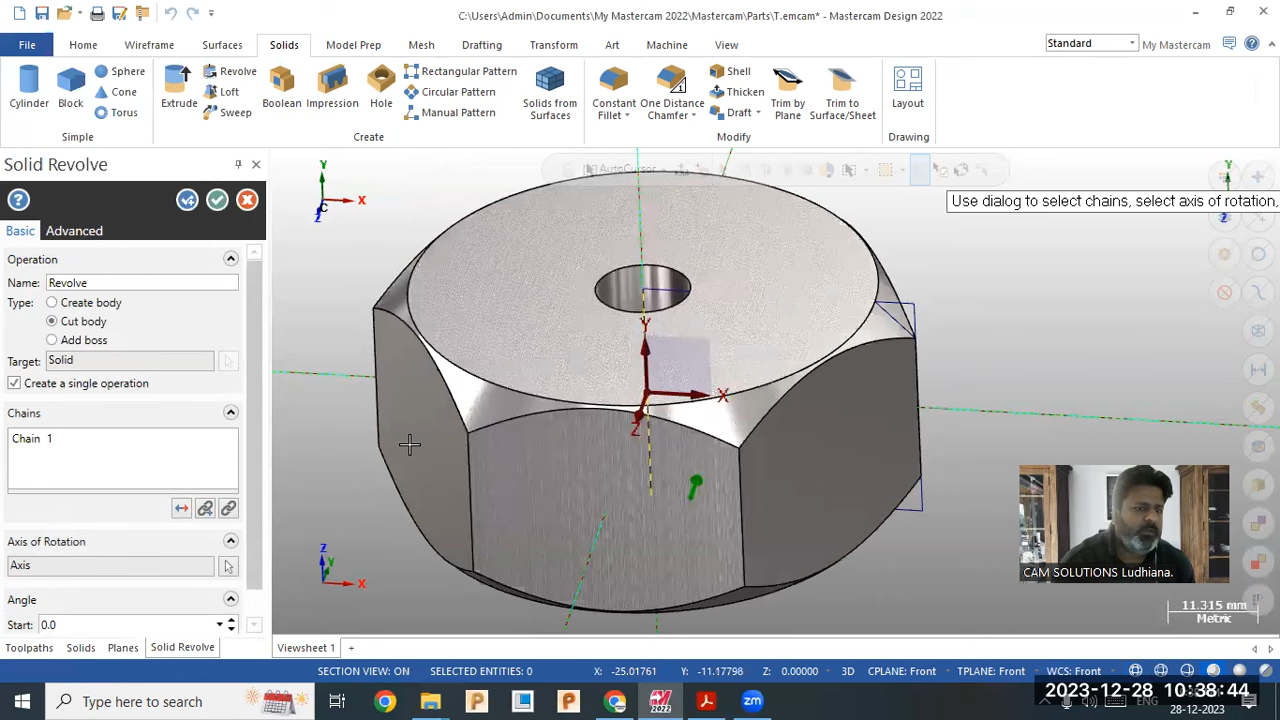 C:\Users\Admin\Documents\My Mastercam 2022\Mastercam\Parts\T.emcam* - Mastercam Design 2022
File Home Wireframe Surfaces Solids Model Prep Mesh Drafting Transform Art Machine View Standard My Mastercam
Sphere Revolve Rectangular Pattern Shell
Cone Loft Circular Pattern Thicken
Cylinder Block Torus Extrude Sweep Boolean Impression Hole Manual Pattern Solids from Surfaces Constant Fillet One Distance Chamfer Draft Trim by Plane Trim to Surface/Sheet Layout
Simple Create Modify Drawing
Solid Revolve
AutoCursor
Use dialog to select chains, select axis of rotation,
Basic Advanced
Operation
Name: Revolve
Type: Create body
Cut body
Add boss
Target: Solid
Create a single operation
Chains
Chain 1
Axis of Rotation
Axis
Angle
Start: 0.0
Y
X
Z
C
Z
Y
X
Y
X
Z
Y
Z
CAM SOLUTIONS Ludhiana.
11.315 mm
Metric
Toolpaths Solids Planes Solid Revolve Viewsheet 1 +
SECTION VIEW: ON SELECTED ENTITIES: 0 X: -25.01761 Y: -11.17798 Z: 0.00000 3D CPLANE: Front TPLANE: Front WCS: Front
Type here to search
2022
2023-12-28 10:38:44
28-12-2023